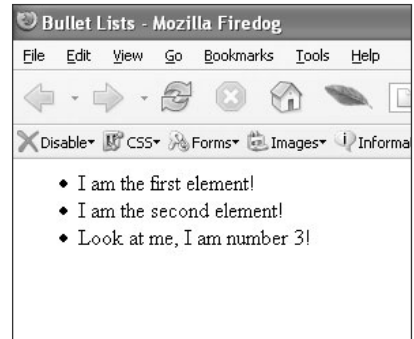 Bullet Lists - Mozilla Firedog
File Edit View Go Bookmarks Tools Help
Disable CSS Forms Images Informa
• I am the first element!
• I am the second element!
• Look at me, I am number 3!